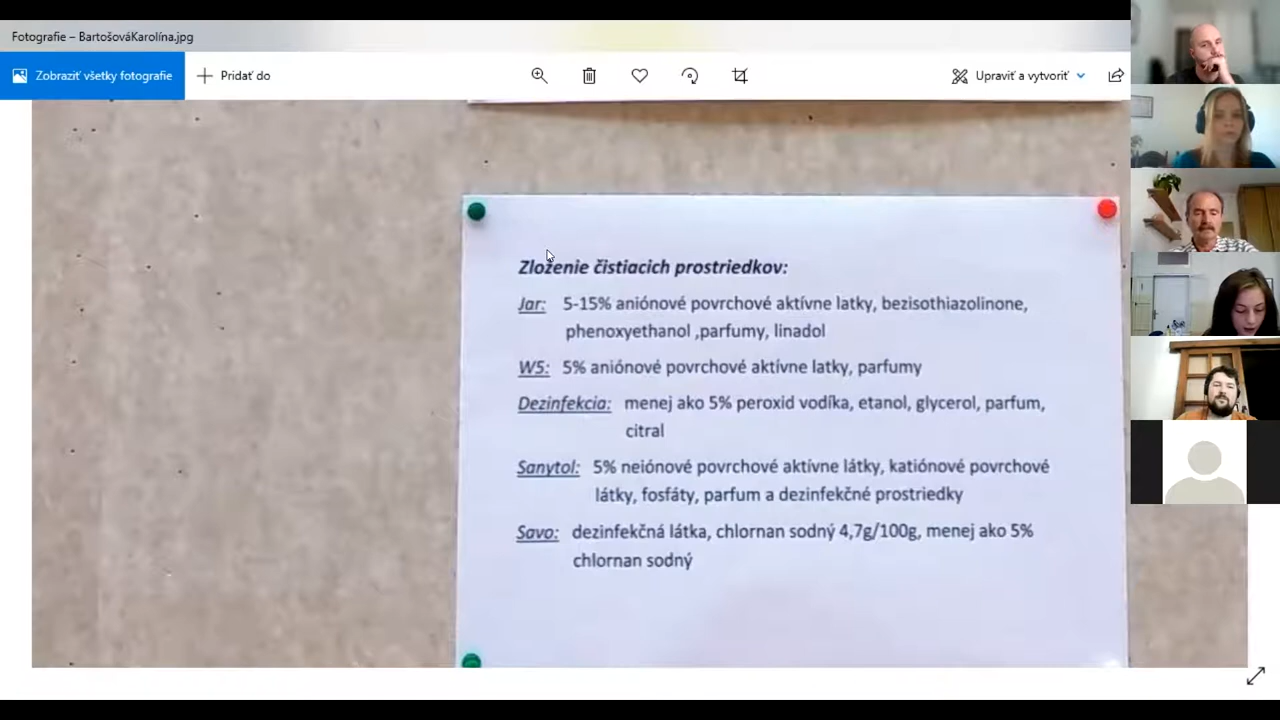 Fotografie – BartošováKarolína.jpg
Zobraziť všetky fotografie
Pridať do
Upraviť a vytvoriť
Zloženie čistiacich prostriedkov:
Jar: 5-15% aniónové povrchové aktívne latky, bezisothiazolinone,
phenoxyethanol ,parfumy, linadol
W5: 5% aniónové povrchové aktívne latky, parfumy
Dezinfekcia: menej ako 5% peroxid vodíka, etanol, glycerol, parfum,
citral
Sanytol: 5% neiónové povrchové aktívne látky, katiónové povrchové
látky, fosfáty, parfum a dezinfekčné prostriedky
Savo: dezinfekčná látka, chlornan sodný 4,7g/100g, menej ako 5%
chlornan sodný